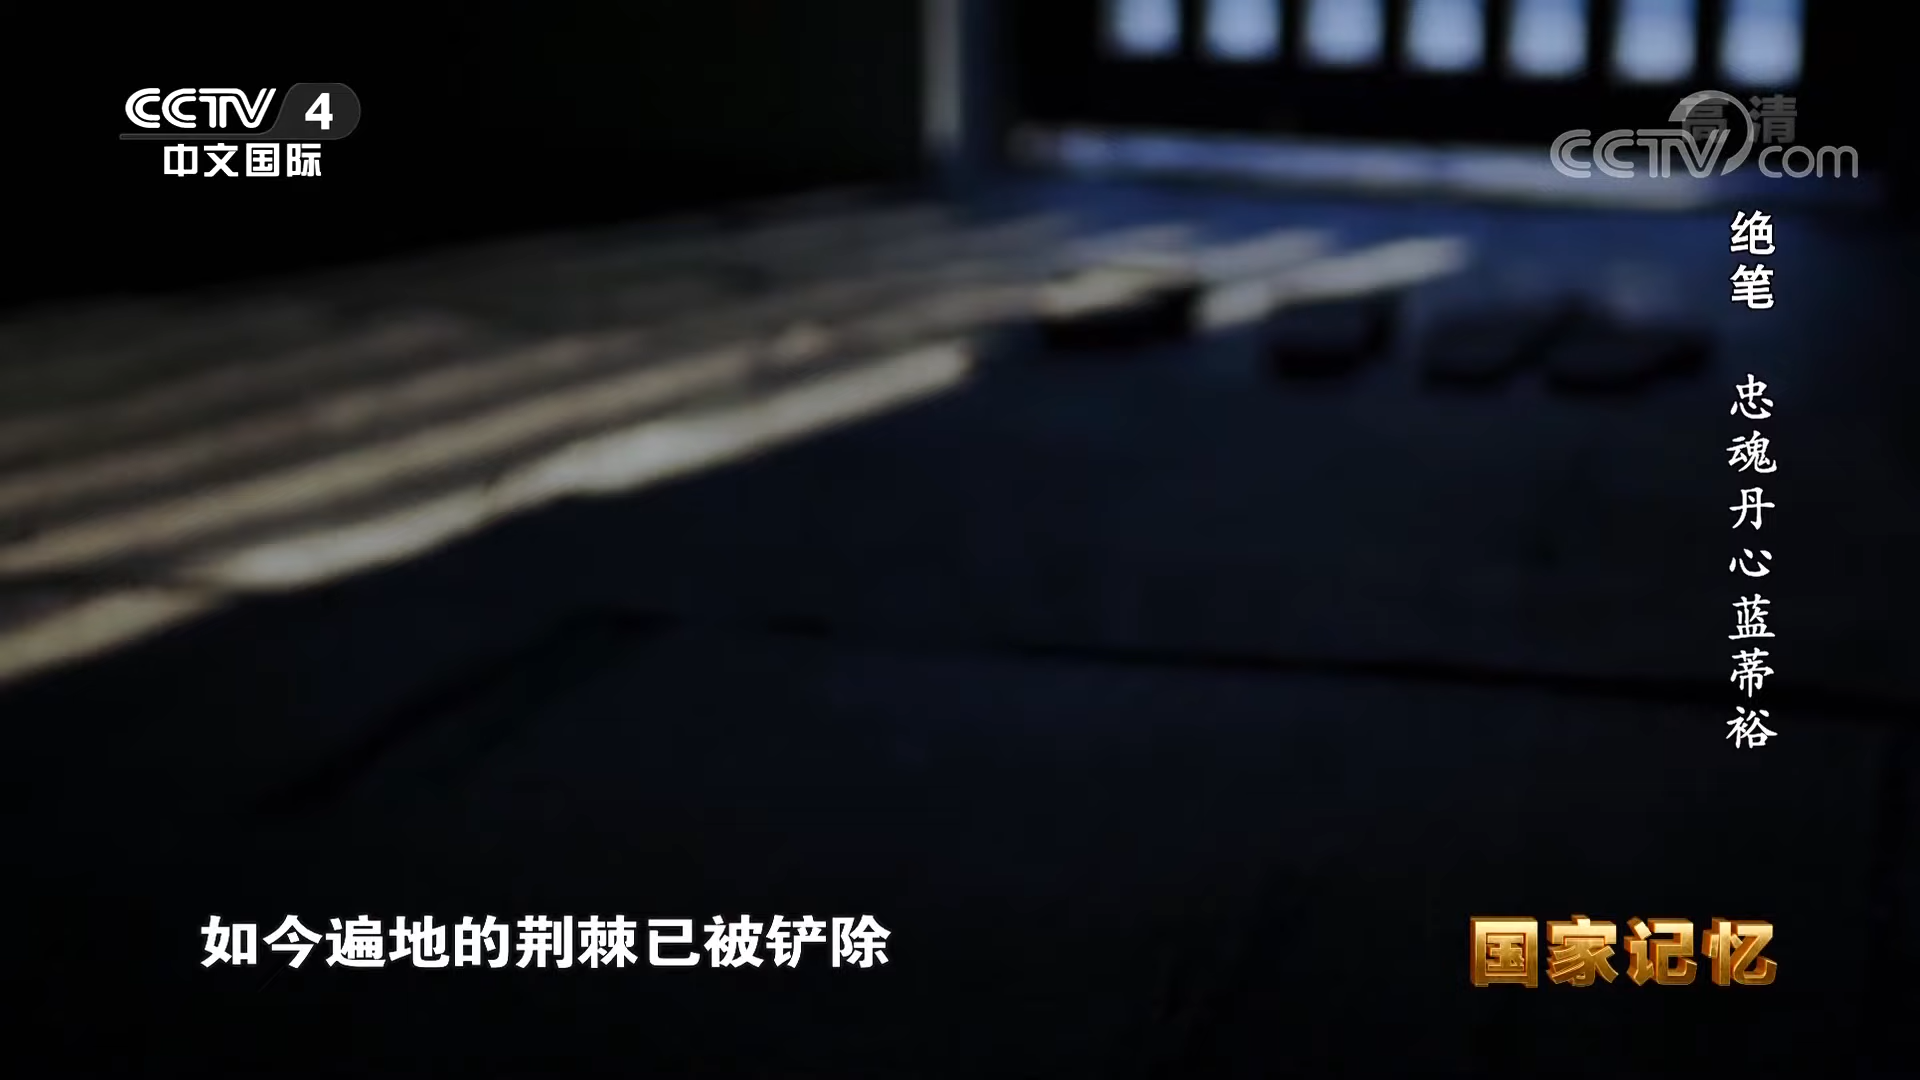 CCTV 4
中文国际
高清
CCTV.com
绝笔 忠魂丹心蓝蒂裕
如今遍地的荆棘已被铲除
国家记忆